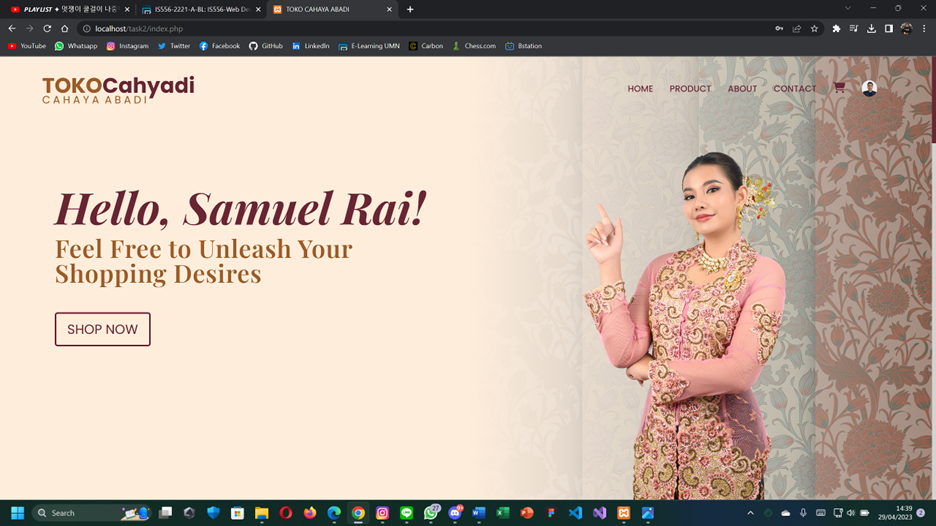 PLAYLIST ✦ 멋쟁이 쿨걸이 나중
IS556-2221-A-BL: IS556-Web De
TOKO CAHAYA ABADI
localhost/task2/index.php
YouTube Whatsapp Instagram Twitter Facebook GitHub LinkedIn E-Learning UMN Carbon Chess.com Bstation
TOKOCahyadi
CAHAYA ABADI
HOME PRODUCT ABOUT CONTACT
Hello, Samuel Rai!
Feel Free to Unleash Your
Shopping Desires
SHOP NOW
Search
14:39
29/04/2023